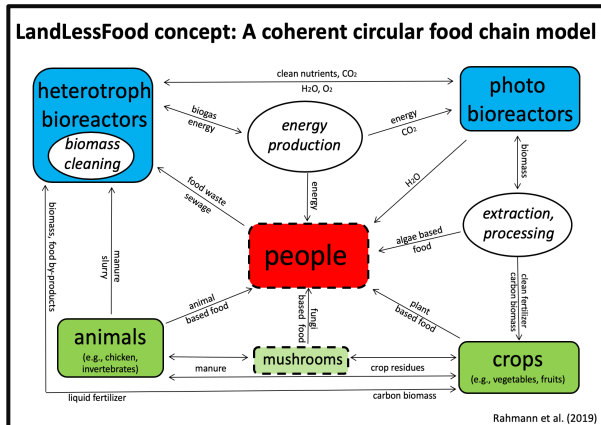 LandLessFood concept: A coherent circular food chain model
heterotroph
bioreactors
biomass
cleaning
clean nutrients, CO₂
H₂O, O₂
photo
bioreactors
biogas
energy
energy
production
energy
CO₂
biomass
food waste
sewage
energy
H₂O
extraction,
processing
people
algae based
food
biomass, food by-products
manure
slurry
clean fertilizer
carbon biomass
animal
based food
fungi
based food
plant
based food
animals
(e.g., chicken,
invertebrates)
mushrooms
crops
(e.g., vegetables, fruits)
manure
crop residues
liquid fertilizer
carbon biomass
Rahmann et al. (2019)